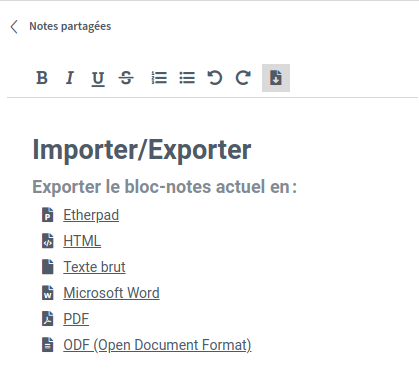 Notes partagées
B I U S
Importer/Exporter
Exporter le bloc-notes actuel en :
Etherpad
HTML
Texte brut
Microsoft Word
PDF
ODF (Open Document Format)